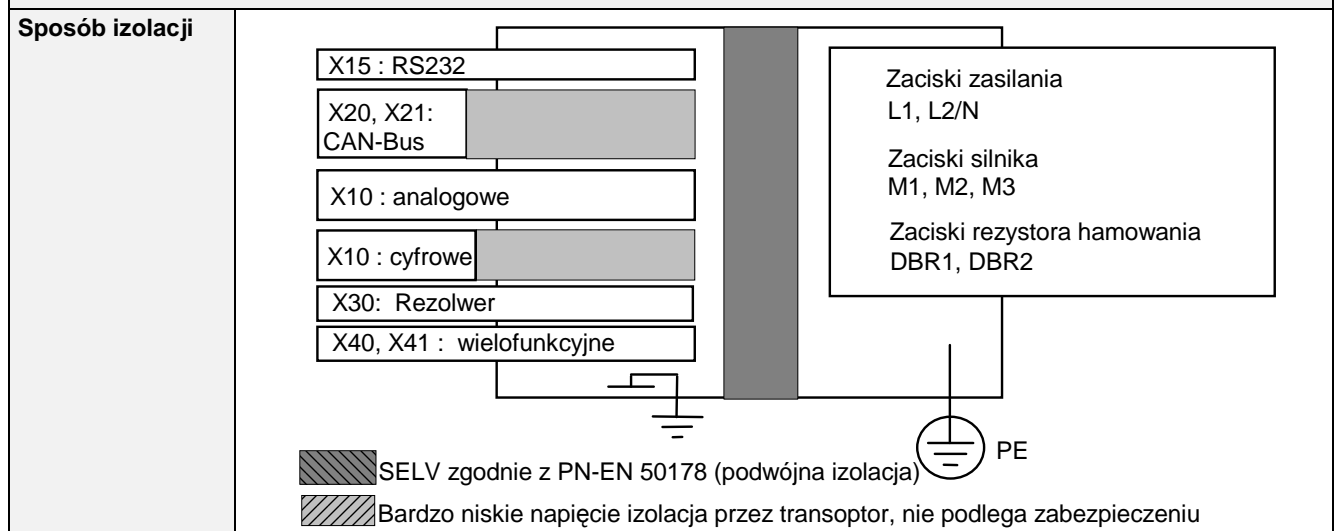 Sposób izolacji
X15 : RS232
X20, X21:
CAN-Bus
X10 : analogowe
X10 : cyfrowe
X30: Rezolwer
X40, X41 : wielofunkcyjne
Zaciski zasilania
L1, L2/N
Zaciski silnika
M1, M2, M3
Zaciski rezystora hamowania
DBR1, DBR2
PE
SELV zgodnie z PN-EN 50178 (podwójna izolacja)
Bardzo niskie napięcie izolacja przez transoptor, nie podlega zabezpieczeniu